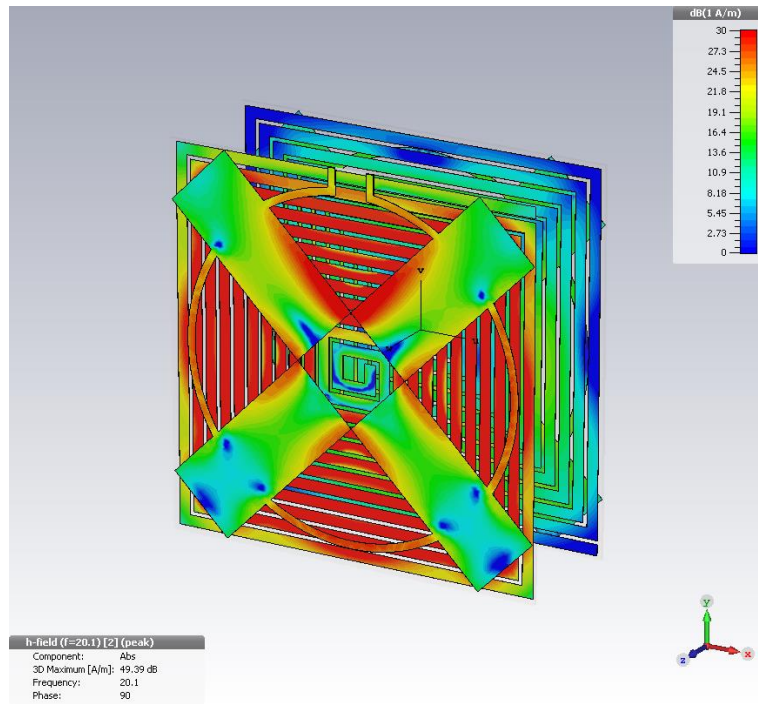 dB(1 A/m)
30
27.3
24.5
21.8
19.1
16.4
13.6
10.9
8.18
5.45
2.73
0
v
u
y
z
x
h-field (f=20.1) [2] (peak)
Component: Abs
3D Maximum [A/m]: 49.39 dB
Frequency: 20.1
Phase: 90